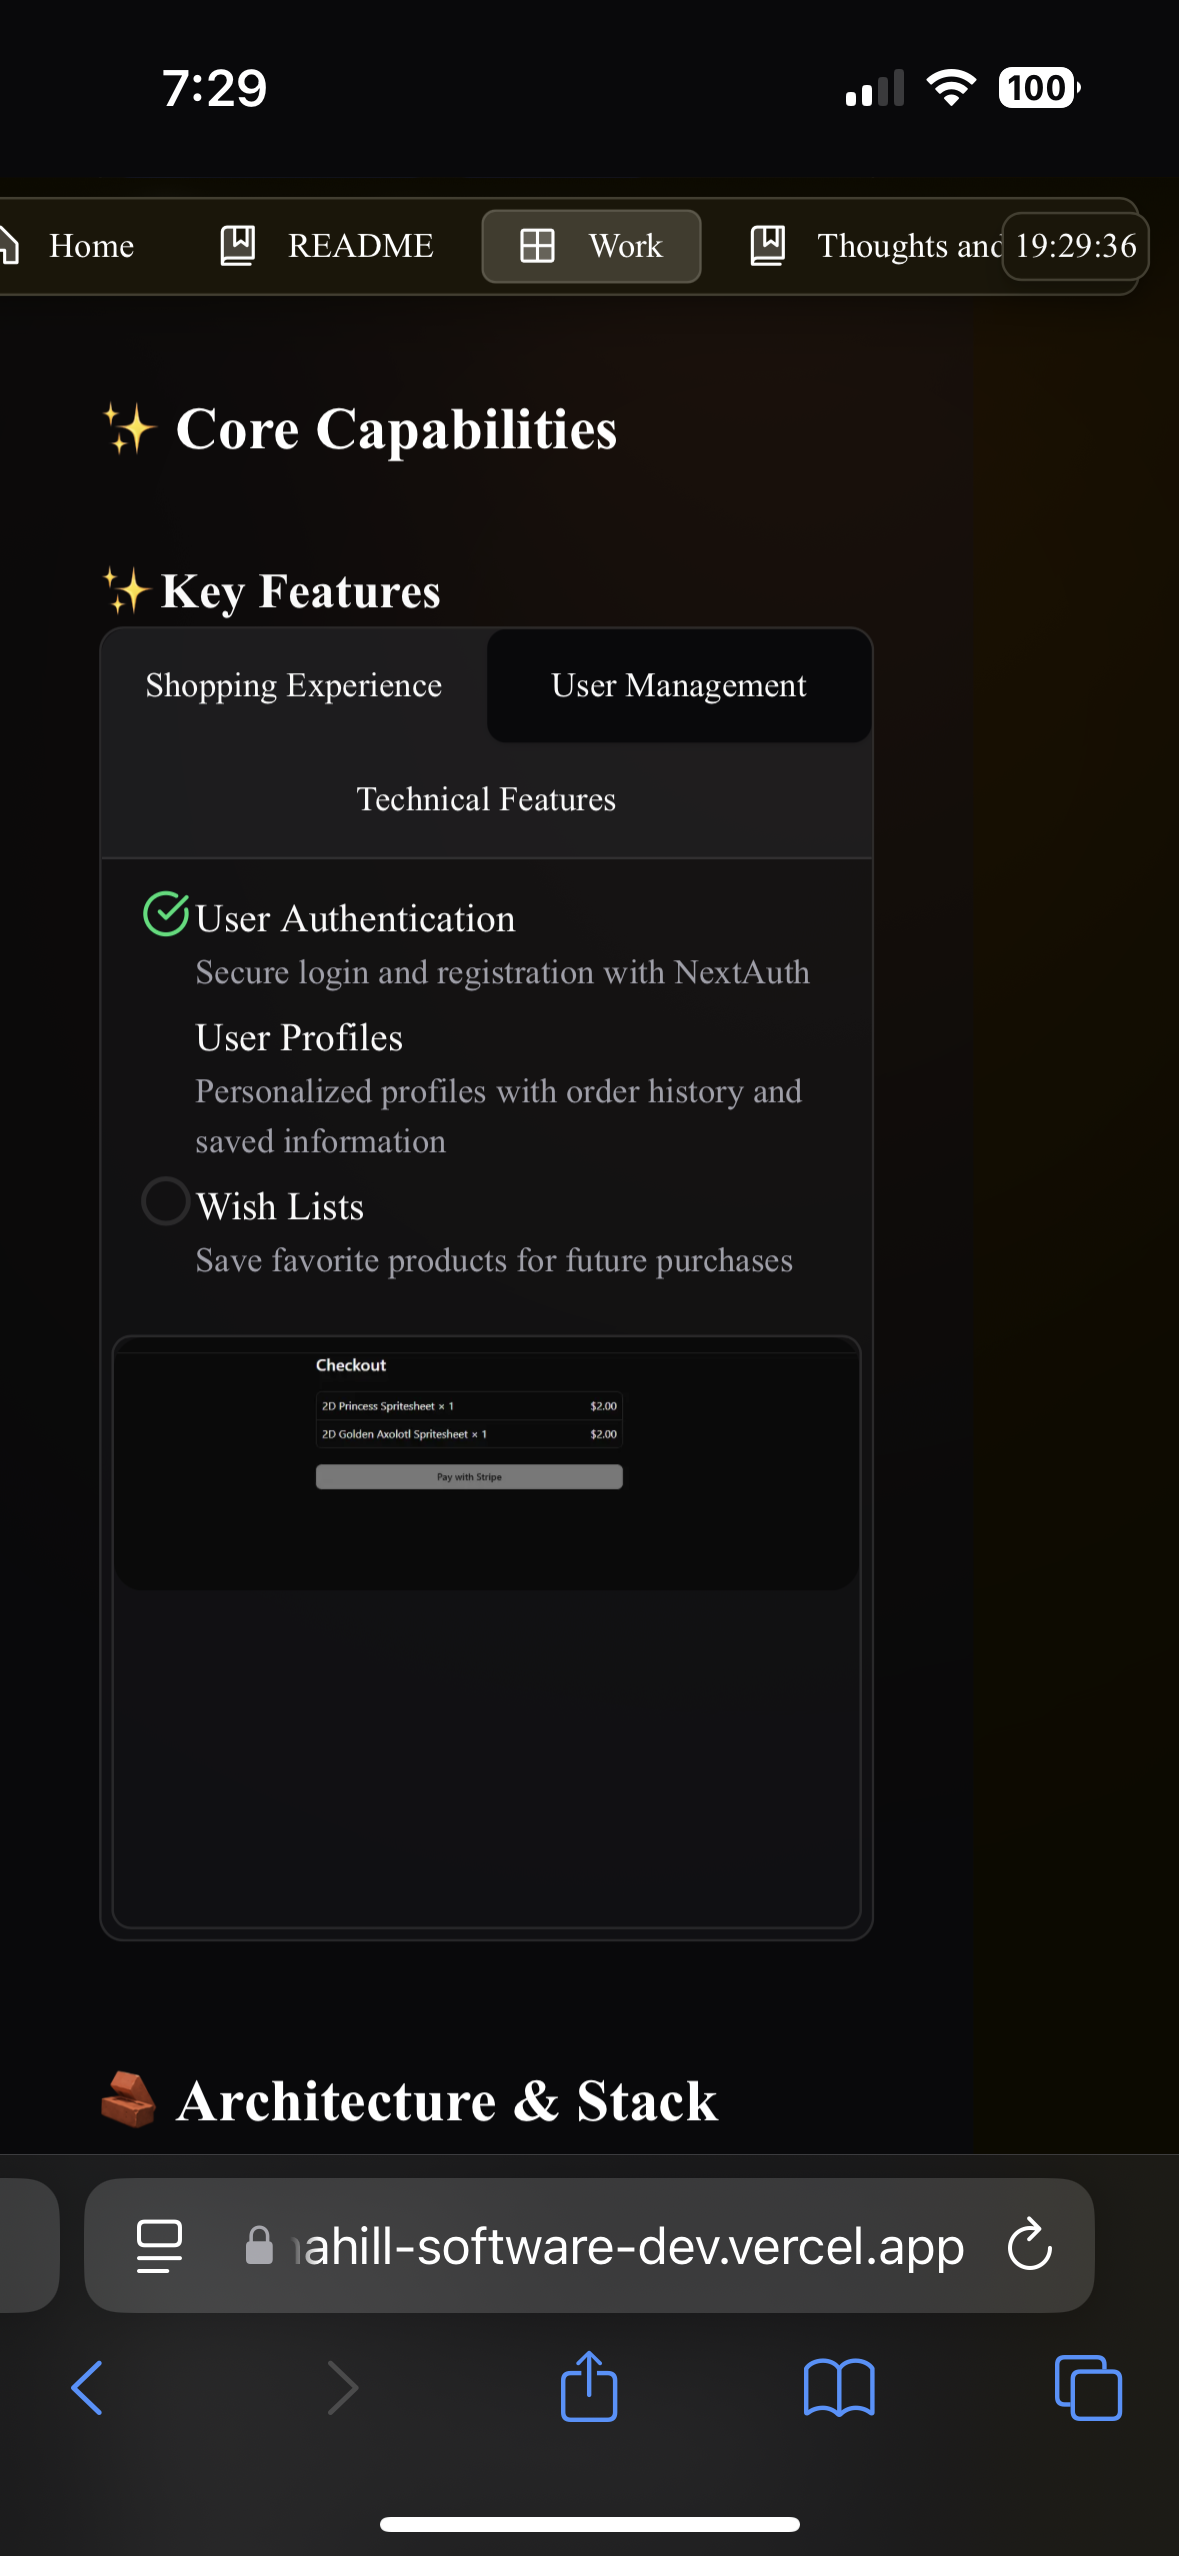 7:29
100
Home
README
Work
Thoughts and
19:29:36
✨ Core Capabilities
✨Key Features
Shopping Experience
User Management
Technical Features
User Authentication
Secure login and registration with NextAuth
User Profiles
Personalized profiles with order history and
saved information
Wish Lists
Save favorite products for future purchases
Checkout
2D Princess Spritesheet × 1 $2.00
2D Golden Axolotl Spritesheet × 1 $2.00
Pay with Stripe
🧱 Architecture & Stack
ahill-software-dev.vercel.app